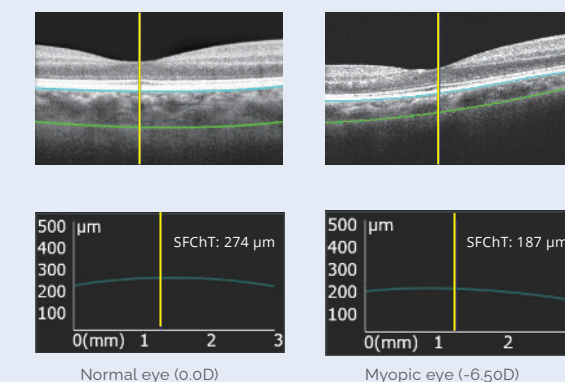 500 µm
SFChT: 274 µm
400
300
200
100
0(mm) 1 2 3
Normal eye (0.0D)
500 µm
SFChT: 187 µm
400
300
200
100
0(mm) 1 2
Myopic eye (-6.50D)